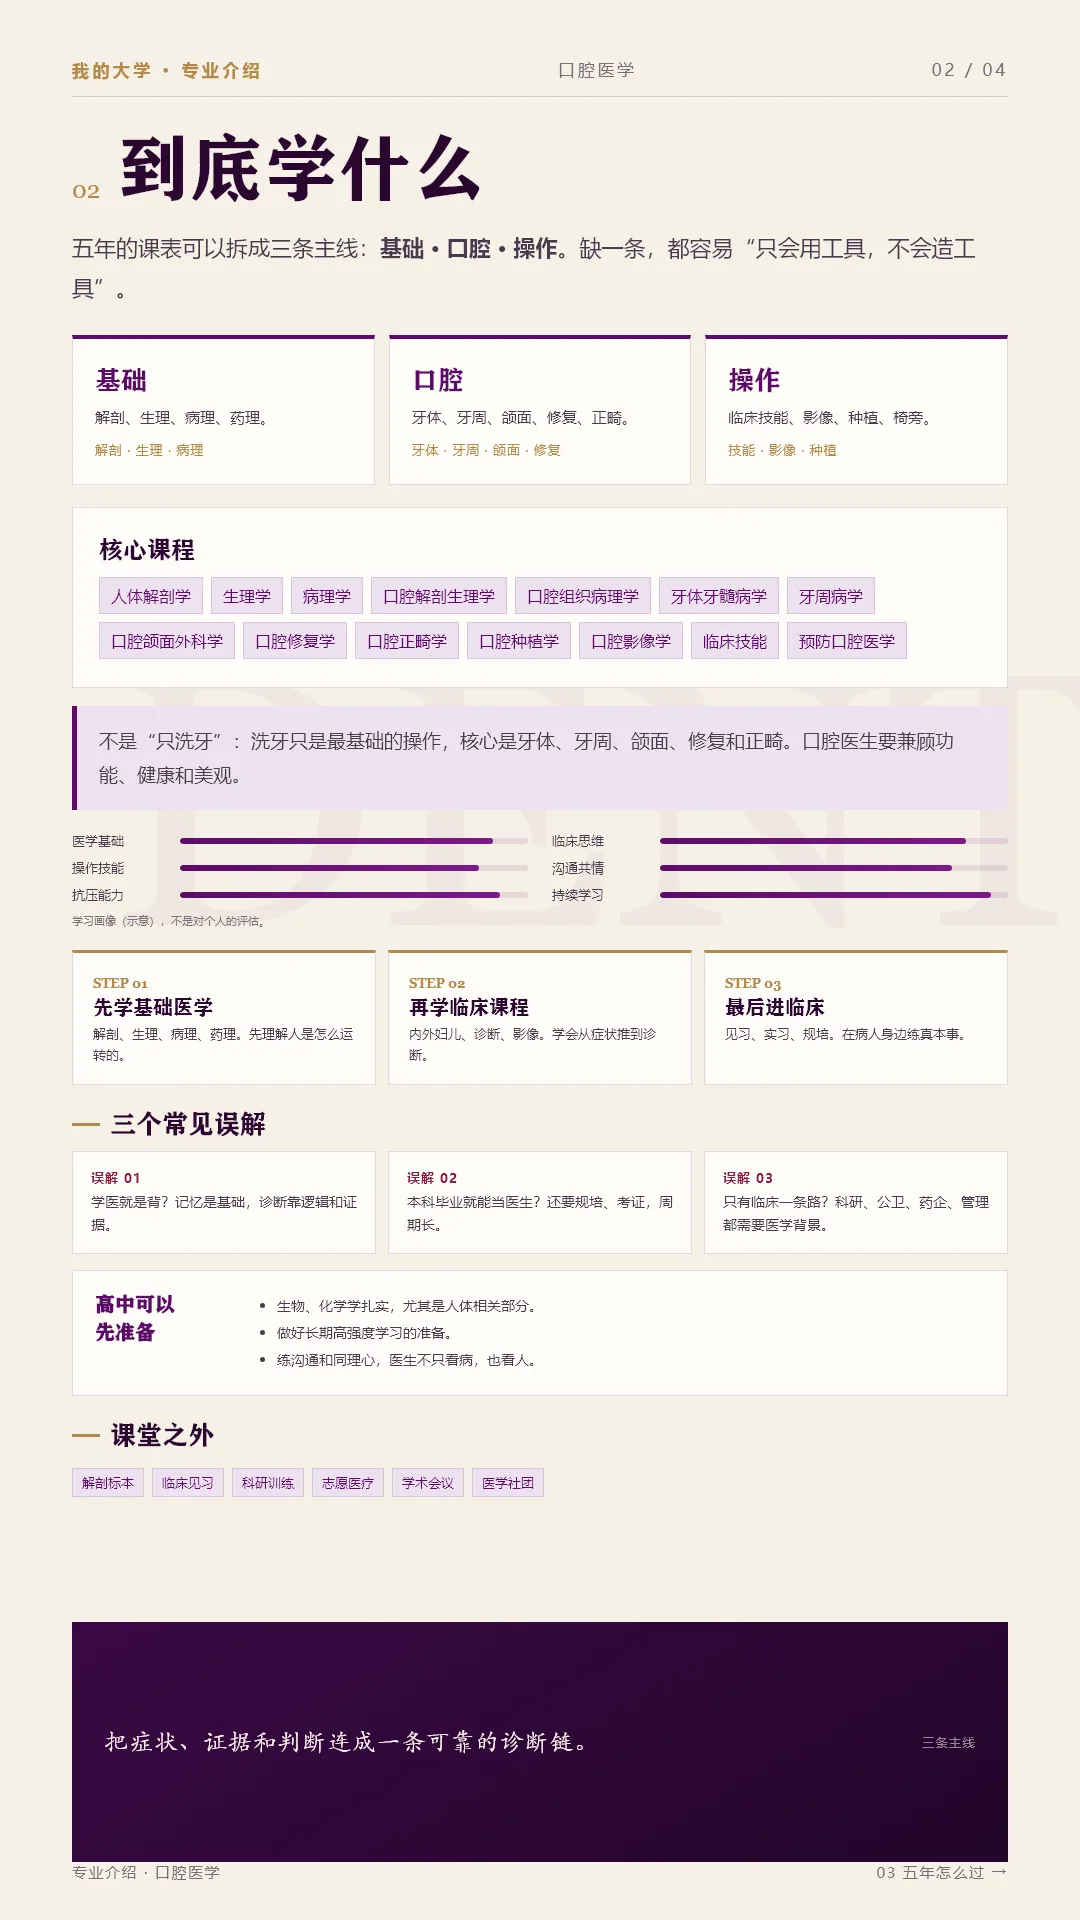 我的大学 · 专业介绍
口腔医学
02 / 04
02 到底学什么
五年的课表可以拆成三条主线：基础 · 口腔 · 操作。缺一条，都容易“只会用工具，不会造工
具”。
基础
解剖、生理、病理、药理。
解剖 · 生理 · 病理
口腔
牙体、牙周、颌面、修复、正畸。
牙体 · 牙周 · 颌面 · 修复
操作
临床技能、影像、种植、椅旁。
技能 · 影像 · 种植
核心课程
人体解剖学 生理学 病理学 口腔解剖生理学 口腔组织病理学 牙体牙髓病学 牙周病学
口腔颌面外科学 口腔修复学 口腔正畸学 口腔种植学 口腔影像学 临床技能 预防口腔医学
DENT
不是“只洗牙”：洗牙只是最基础的操作，核心是牙体、牙周、颌面、修复和正畸。口腔医生要兼顾功
能、健康和美观。
医学基础 临床思维
操作技能 沟通共情
抗压能力 持续学习
学习画像（示意），不是对个人的评估。
STEP 01
先学基础医学
解剖、生理、病理、药理。先理解人是怎么运
转的。
STEP 02
再学临床课程
内外妇儿、诊断、影像。学会从症状推到诊
断。
STEP 03
最后进临床
见习、实习、规培。在病人身边练真本事。
三个常见误解
误解 01
学医就是背？记忆是基础，诊断靠逻辑和证
据。
误解 02
本科毕业就能当医生？还要规培、考证，周
期长。
误解 03
只有临床一条路？科研、公卫、药企、管理
都需要医学背景。
高中可以
先准备
• 生物、化学学扎实，尤其是人体相关部分。
• 做好长期高强度学习的准备。
• 练沟通和同理心，医生不只看病，也看人。
课堂之外
解剖标本 临床见习 科研训练 志愿医疗 学术会议 医学社团
把症状、证据和判断连成一条可靠的诊断链。
三条主线
专业介绍 · 口腔医学
03 五年怎么过 →